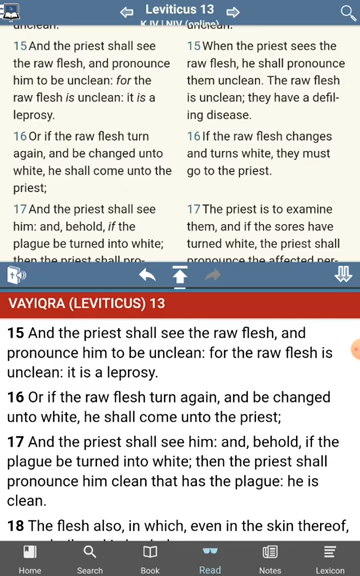 Leviticus 13
KJV | NIV (online)
unclean.
15 And the priest shall see
the raw flesh, and pronounce
him to be unclean: for the
raw flesh is unclean: it is a
leprosy.
16 Or if the raw flesh turn
again, and be changed unto
white, he shall come unto the
priest;
17 And the priest shall see
him: and, behold, if the
plague be turned into white;
then the priest shall pro-
unclean.
15 When the priest sees the
raw flesh, he shall pronounce
them unclean. The raw flesh
is unclean; they have a defil-
ing disease.
16 If the raw flesh changes
and turns white, they must
go to the priest.
17 The priest is to examine
them, and if the sores have
turned white, the priest shall
pronounce the affected per-
VAYIQRA (LEVITICUS) 13
15 And the priest shall see the raw flesh, and
pronounce him to be unclean: for the raw flesh is
unclean: it is a leprosy.
16 Or if the raw flesh turn again, and be changed
unto white, he shall come unto the priest;
17 And the priest shall see him: and, behold, if the
plague be turned into white; then the priest shall
pronounce him clean that has the plague: he is
clean.
18 The flesh also, in which, even in the skin thereof,
Home
Search
Book
Read
Notes
Lexicon